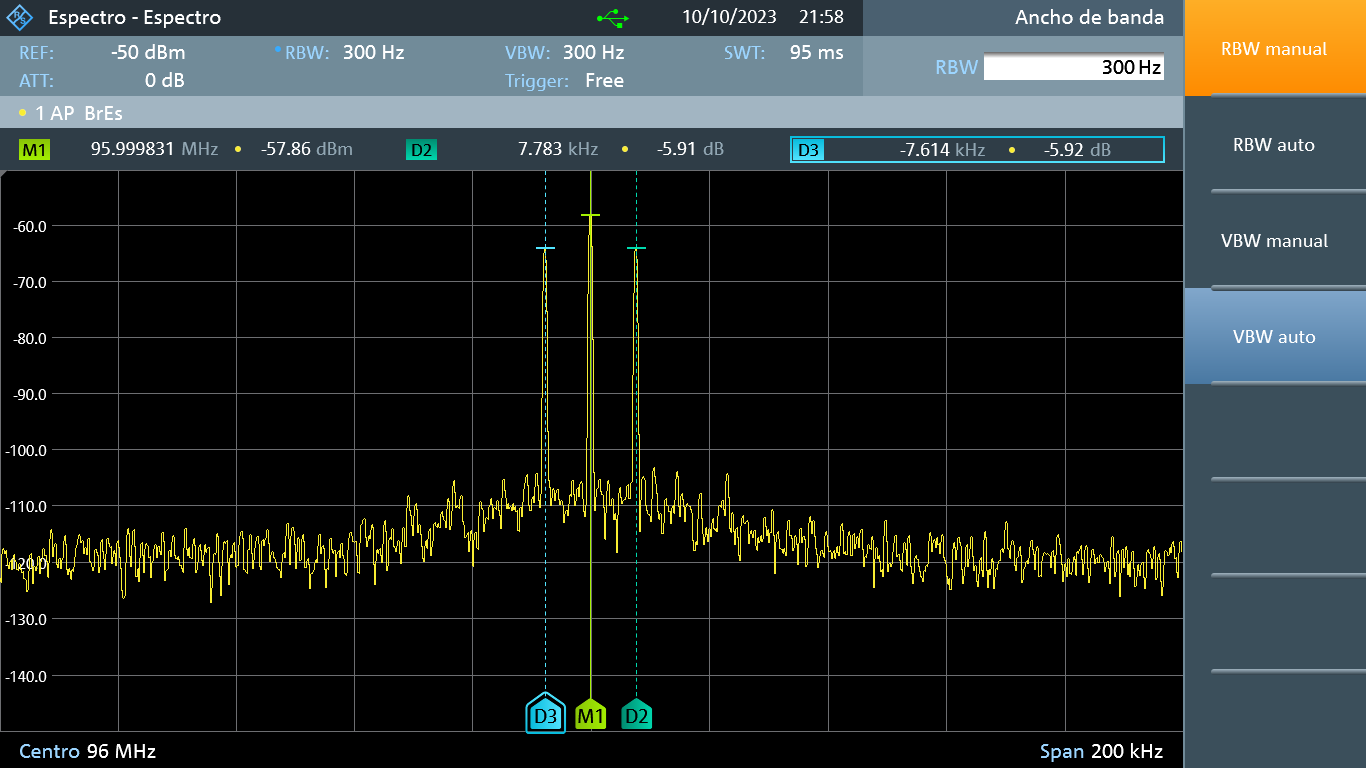 Espectro - Espectro 10/10/2023 21:58 Ancho de banda
REF: -50 dBm RBW: 300 Hz VBW: 300 Hz SWT: 95 ms
ATT: 0 dB Trigger: Free
RBW 300 Hz
1 AP BrEs
M1 95.999831 MHz • -57.86 dBm D2 7.783 kHz • -5.91 dB D3 -7.614 kHz • -5.92 dB
-60.0
-70.0
-80.0
-90.0
-100.0
-110.0
-120.0
-130.0
-140.0
D3 M1 D2
Centro 96 MHz Span 200 kHz
RBW manual
RBW auto
VBW manual
VBW auto